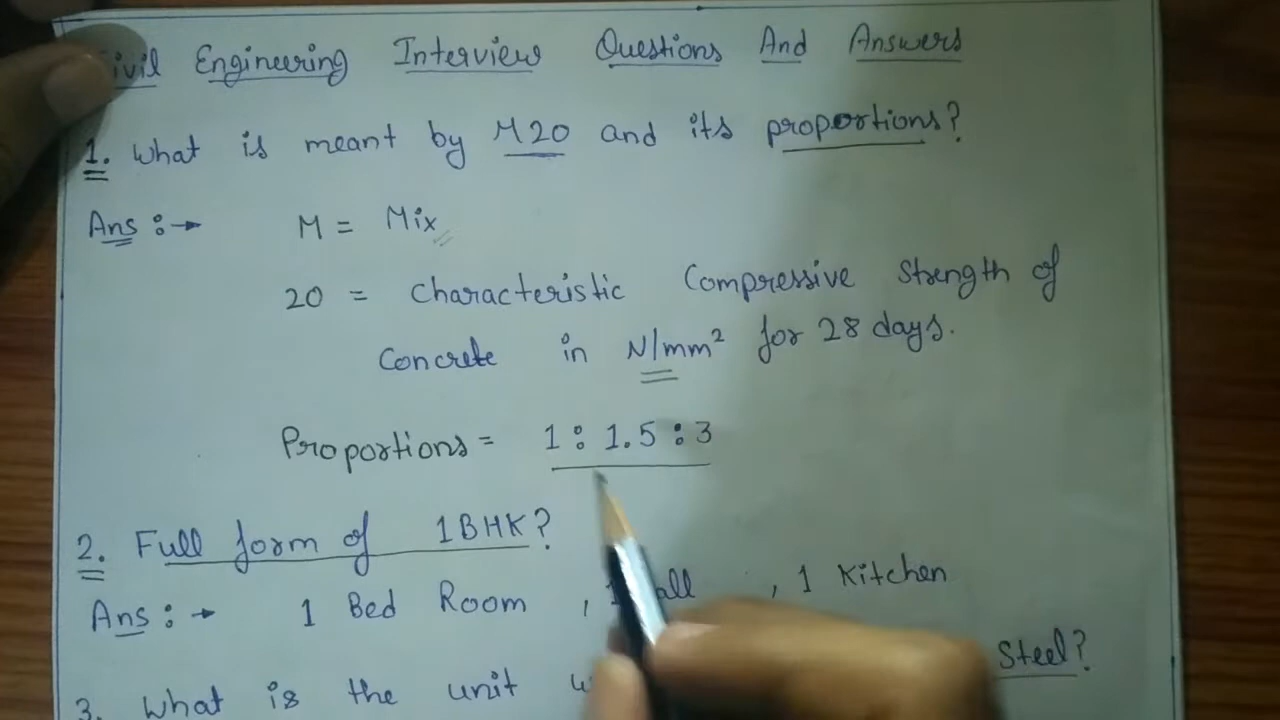 Civil Engineering Interview Questions And Answers
1. What is meant by M20 and its proportions?
Ans :→ M = Mix
20 = Characteristic Compressive Strength of
Concrete in N/mm² for 28 days.
Proportions = 1 : 1.5 : 3
2. Full form of 1BHK?
Ans :→ 1 Bed Room , 1 , 1 Kitchen
3. What is the unit Steel?